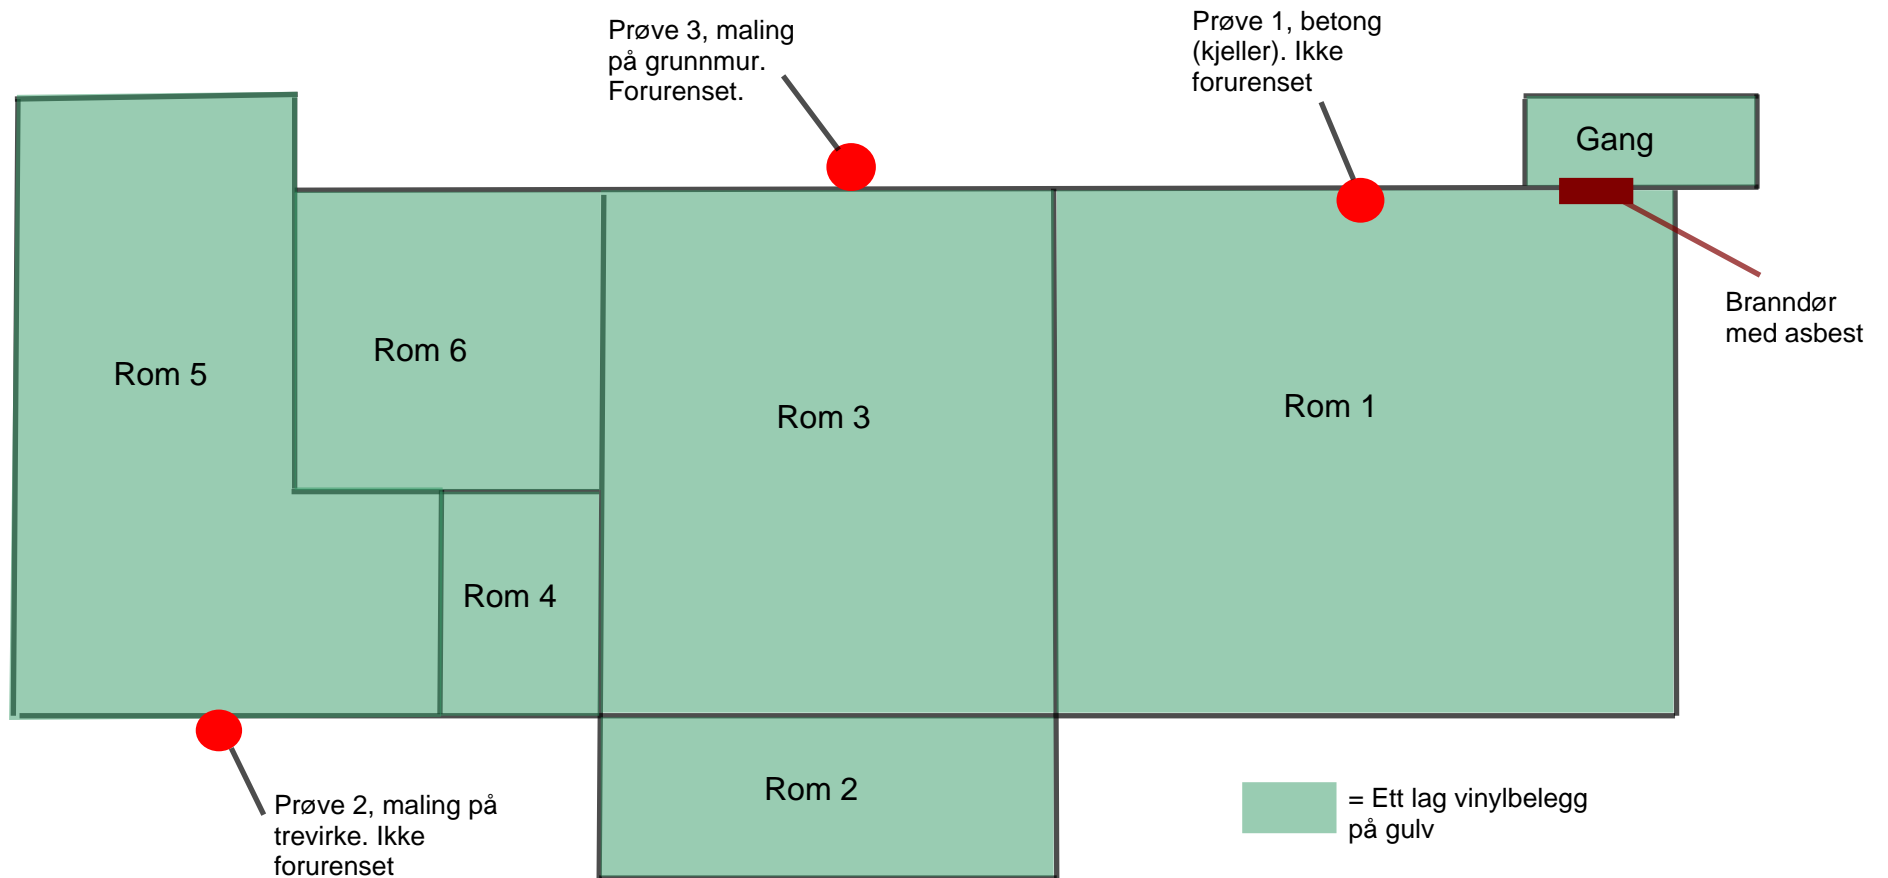 Prøve 3, maling
på grunnmur.
Forurenset.
Prøve 1, betong
(kjeller). Ikke
forurenset
Gang
Branndør
med asbest
Rom 5
Rom 6
Rom 3
Rom 1
Rom 4
Rom 2
Prøve 2, maling på
trevirke. Ikke
forurenset
= Ett lag vinylbelegg
på gulv